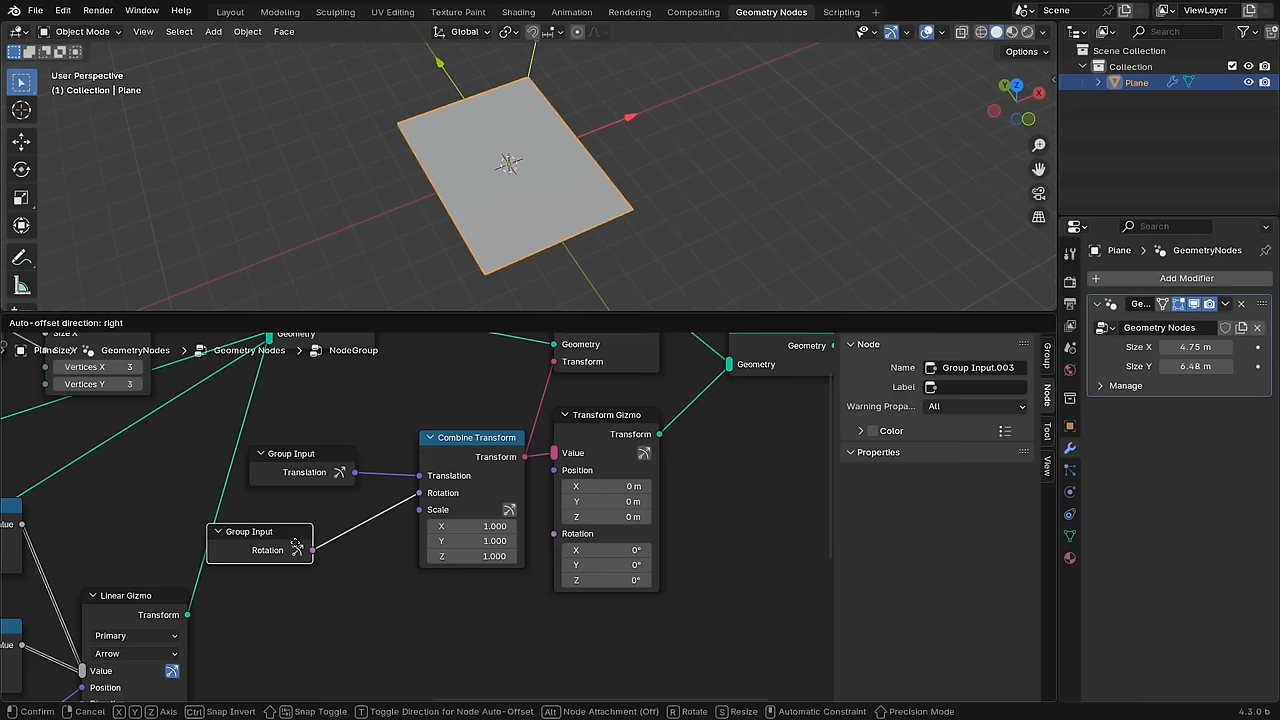 File Edit Render Window Help Layout Modeling Sculpting UV Editing Texture Paint Shading Animation Rendering Compositing Geometry Nodes Scripting + Scene ViewLayer
Object Mode View Select Add Object Face Global Search
Options
User Perspective
(1) Collection | Plane
Z
Y
X
Scene Collection
Collection
Plane
Search
Plane GeometryNodes
Add Modifier
Ge...
Geometry Nodes
Size X 4.75 m
Size Y 6.48 m
Manage
Auto-offset direction: right
Size X
Geometry
Plane GeometryNodes Geometry Nodes NodeGroup
Size Y
Vertices X 3
Vertices Y 3
Geometry
Transform
Geometry
Geometry
Group Input
Translation
Combine Transform
Transform
Translation
Rotation
Scale
X 1.000
Y 1.000
Z 1.000
Transform Gizmo
Transform
Value
Position
X 0 m
Y 0 m
Z 0 m
Rotation
X 0°
Y 0°
Z 0°
Group Input
Rotation
Linear Gizmo
Transform
Primary
Arrow
Value
Position
Node
Name Group Input.003
Label
Warning Propa... All
Color
Properties
Group
Node
Tool
View
Confirm Cancel X Y Z Axis Ctrl Snap Invert Snap Toggle T Toggle Direction for Node Auto-Offset Alt Node Attachment (Off) R Rotate S Resize Automatic Constraint Precision Mode 4.3.0 b